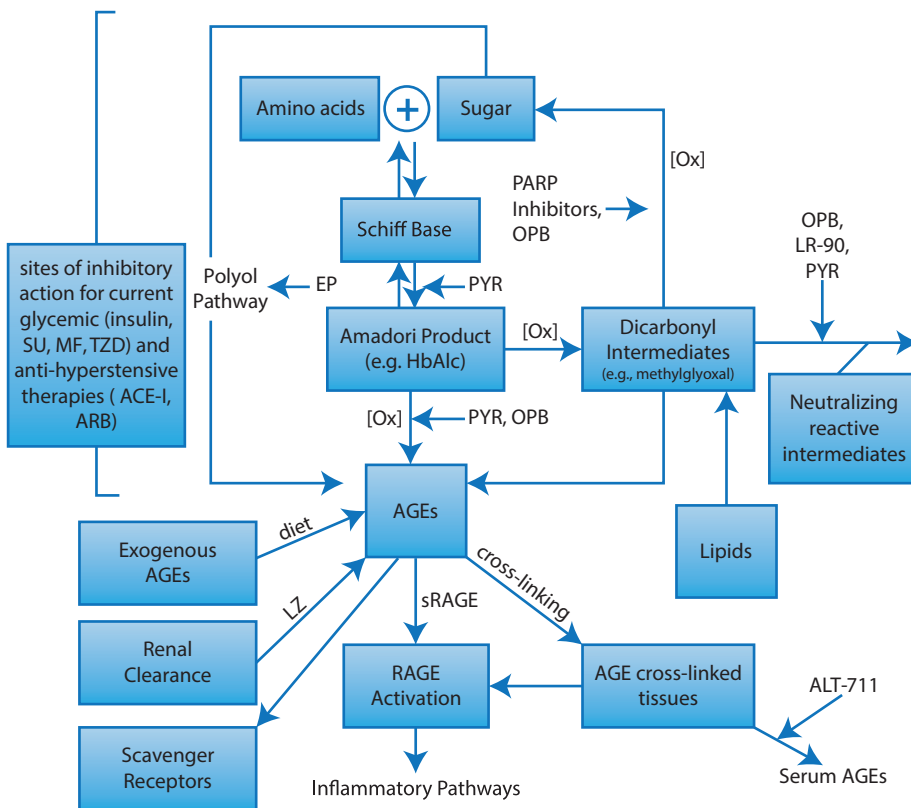 Amino acids
+
Sugar
[Ox]
PARP
Inhibitors,
OPB
OPB,
LR-90,
PYR
Schiff Base
sites of inhibitory
action for current
glycemic (insulin,
SU, MF, TZD) and
anti-hyperstensive
therapies ( ACE-I,
ARB)
Polyol
Pathway
EP
PYR
Amadori Product
(e.g. HbAlc)
[Ox]
Dicarbonyl
Intermediates
(e.g., methylglyoxal)
Neutralizing
reactive
intermediates
[Ox]
PYR, OPB
AGEs
Lipids
Exogenous
AGEs
diet
LZ
sRAGE
cross-linking
Renal
Clearance
RAGE
Activation
AGE cross-linked
tissues
ALT-711
Scavenger
Receptors
Inflammatory Pathways
Serum AGEs